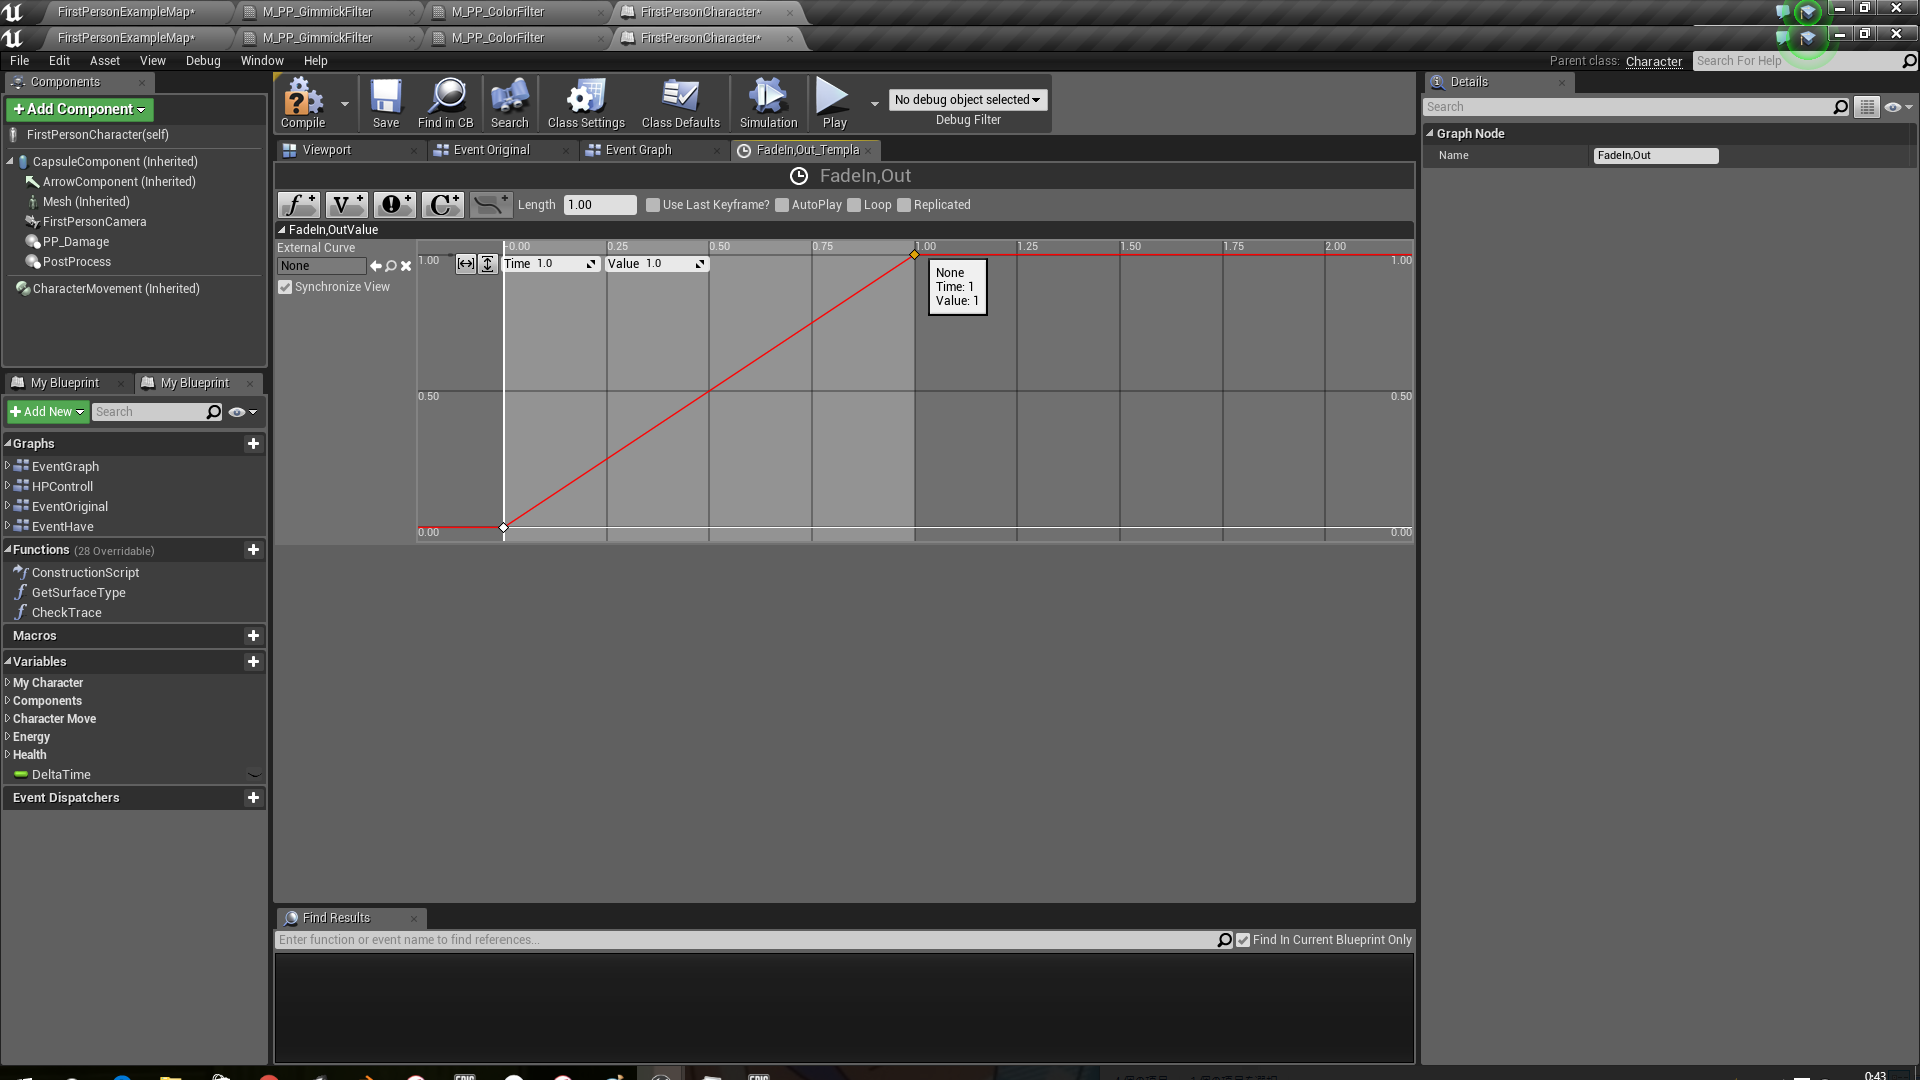 FirstPersonExampleMap*
M_PP_GimmickFilter
M_PP_ColorFilter
FirstPersonCharacter*
FirstPersonExampleMap*
M_PP_GimmickFilter
M_PP_ColorFilter
FirstPersonCharacter*
File Edit Asset View Debug Window Help
Parent class: Character
Search For Help
Components
+Add Component
FirstPersonCharacter(self)
CapsuleComponent (Inherited)
ArrowComponent (Inherited)
Mesh (Inherited)
FirstPersonCamera
PP_Damage
PostProcess
CharacterMovement (Inherited)
Compile
Save
Find in CB
Search
Class Settings
Class Defaults
Simulation
Play
No debug object selected
Debug Filter
Viewport
Event Original
Event Graph
FadeIn,Out_Templa
FadeIn,Out
Length 1.00
Use Last Keyframe?
AutoPlay
Loop
Replicated
FadeIn,OutValue
External Curve
None
Synchronize View
-0.00 0.25 0.50 0.75 1.00 1.25 1.50 1.75 2.00
1.00
Time 1.0
Value 1.0
1.00
None
Time: 1
Value: 1
0.50
0.50
0.00
0.00
My Blueprint
My Blueprint
+Add New
Search
Graphs
EventGraph
HPControll
EventOriginal
EventHave
Functions (28 Overridable)
ConstructionScript
GetSurfaceType
CheckTrace
Macros
Variables
My Character
Components
Character Move
Energy
Health
DeltaTime
Event Dispatchers
Find Results
Enter function or event name to find references...
Find In Current Blueprint Only
Details
Search
Graph Node
Name
FadeIn,Out
EPIC
EPIC
0:43